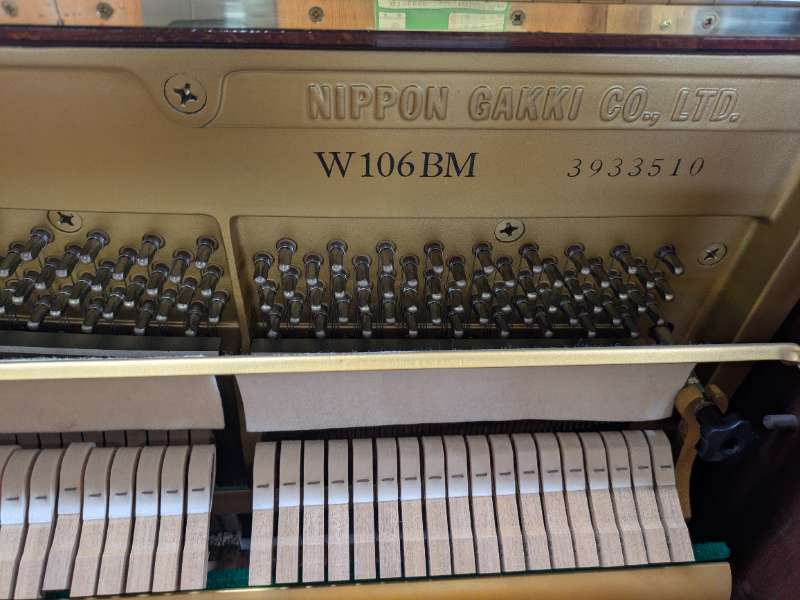 NIPPON GAKKI CO., LTD.
W106BM 3933510